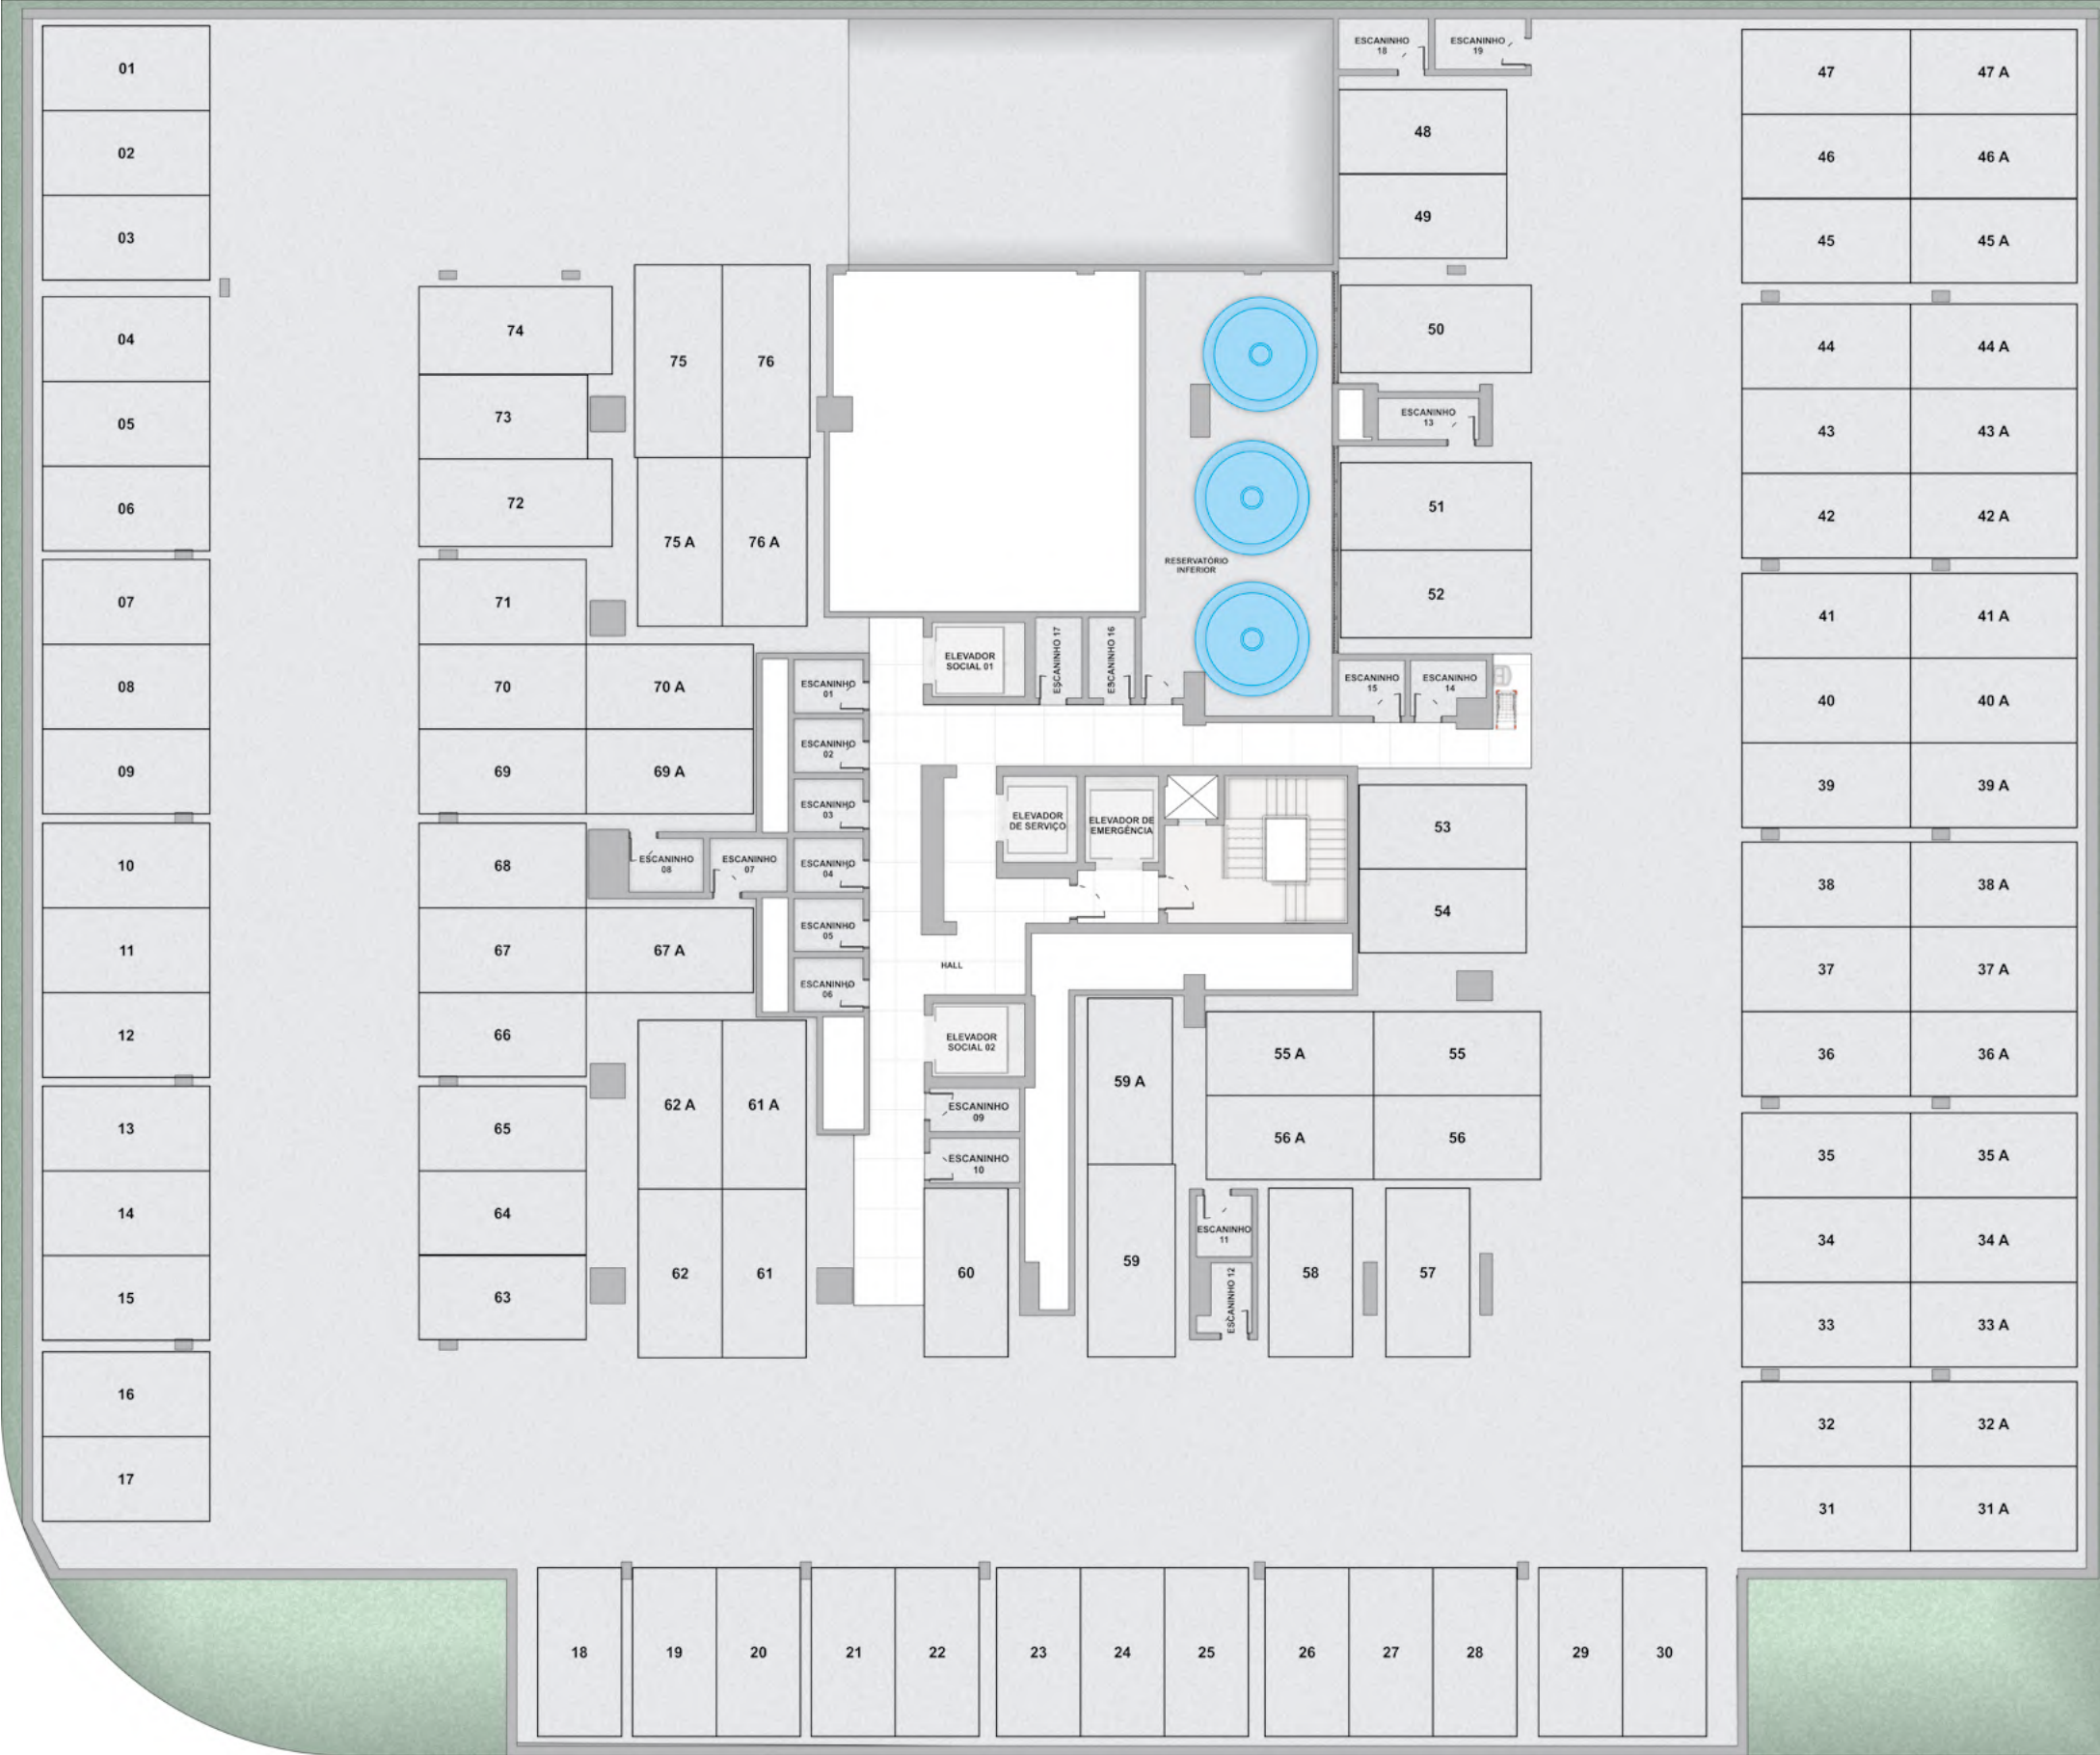 01
02
03
04
05
06
07
08
09
10
11
12
13
14
15
16
17
74
73
72
71
70
70 A
69
69 A
68
67
67 A
66
65
64
63
75
76
75 A
76 A
62 A
61 A
62
61
ESCANINHO
01
ESCANINHO
02
ESCANINHO
03
ESCANINHO
04
ESCANINHO
05
ESCANINHO
06
ESCANINHO
07
ESCANINHO
08
ELEVADOR
SOCIAL 01
ESCANINHO 17
ESCANINHO 16
RESERVATÓRIO
INFERIOR
ELEVADOR
DE SERVIÇO
ELEVADOR DE
EMERGÊNCIA
HALL
ELEVADOR
SOCIAL 02
ESCANINHO
09
ESCANINHO
10
60
59 A
59
ESCANINHO
11
ESCANINHO 12
58
57
55 A
55
56 A
56
ESCANINHO
18
ESCANINHO
19
48
49
50
ESCANINHO
13
51
52
ESCANINHO
15
ESCANINHO
14
53
54
47
47 A
46
46 A
45
45 A
44
44 A
43
43 A
42
42 A
41
41 A
40
40 A
39
39 A
38
38 A
37
37 A
36
36 A
35
35 A
34
34 A
33
33 A
32
32 A
31
31 A
18
19
20
21
22
23
24
25
26
27
28
29
30